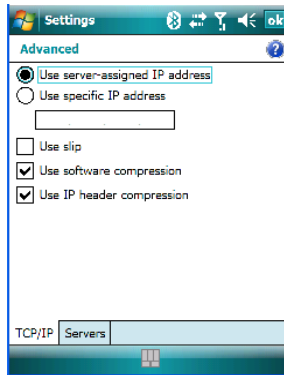 Settings
ok
Advanced
?
Use server-assigned IP address
Use specific IP address
. . .
Use slip
Use software compression
Use IP header compression
TCP/IP Servers